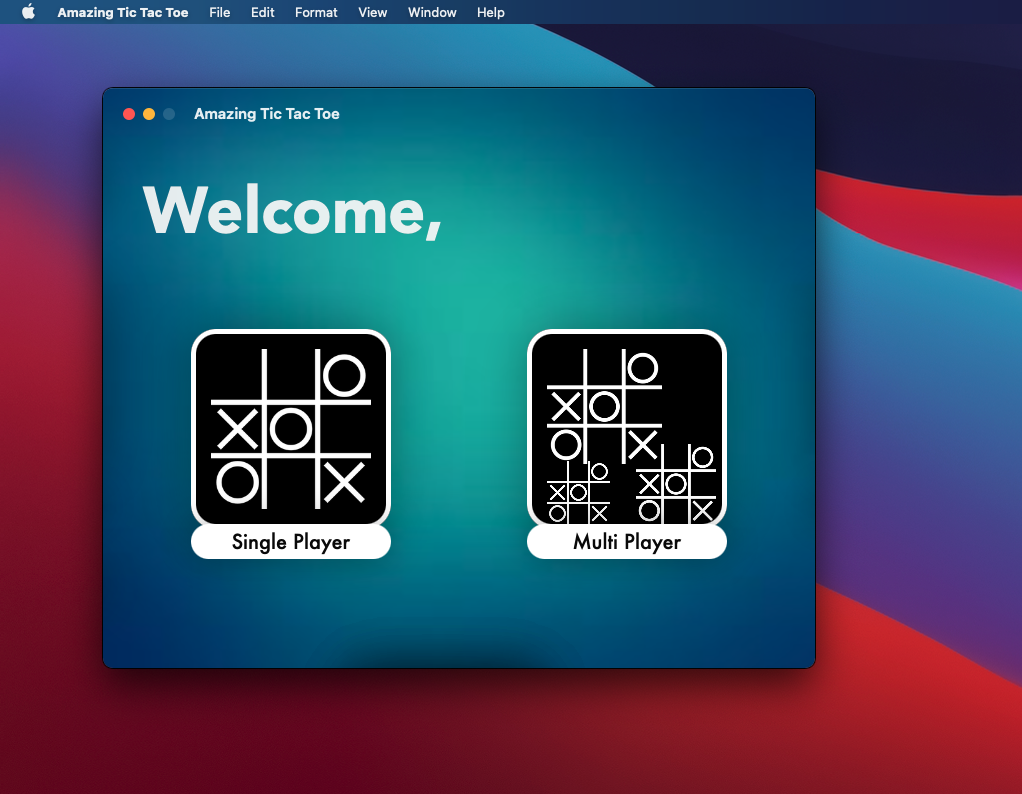 Amazing Tic Tac Toe File Edit Format View Window Help
Amazing Tic Tac Toe
Welcome,
Single Player
Multi Player